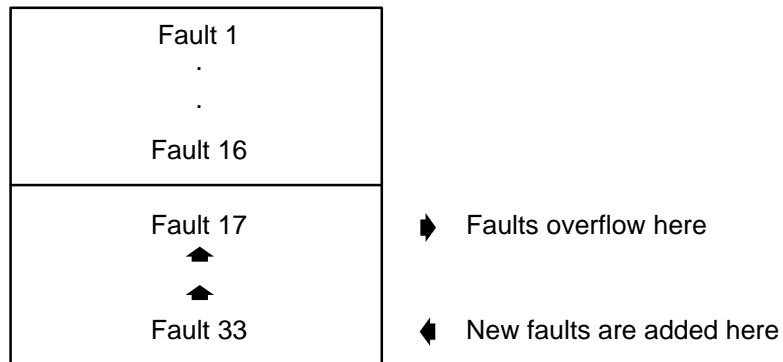 Fault 1
.
.
Fault 16
Fault 17 Faults overflow here
Fault 33 New faults are added here